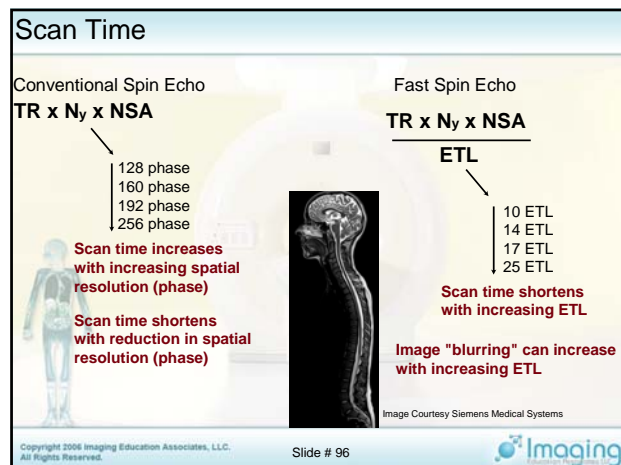 Scan Time
Conventional Spin Echo
TR x Ny x NSA
128 phase
160 phase
192 phase
256 phase
Scan time increases
with increasing spatial
resolution (phase)
Scan time shortens
with reduction in spatial
resolution (phase)
Fast Spin Echo
TR x Ny x NSA
ETL
10 ETL
14 ETL
17 ETL
25 ETL
Scan time shortens
with increasing ETL
Image "blurring" can increase
with increasing ETL
Image Courtesy Siemens Medical Systems
Copyright 2006 Imaging Education Associates, LLC.
All Rights Reserved.
Slide # 96
Imaging
Education Associates, LLC